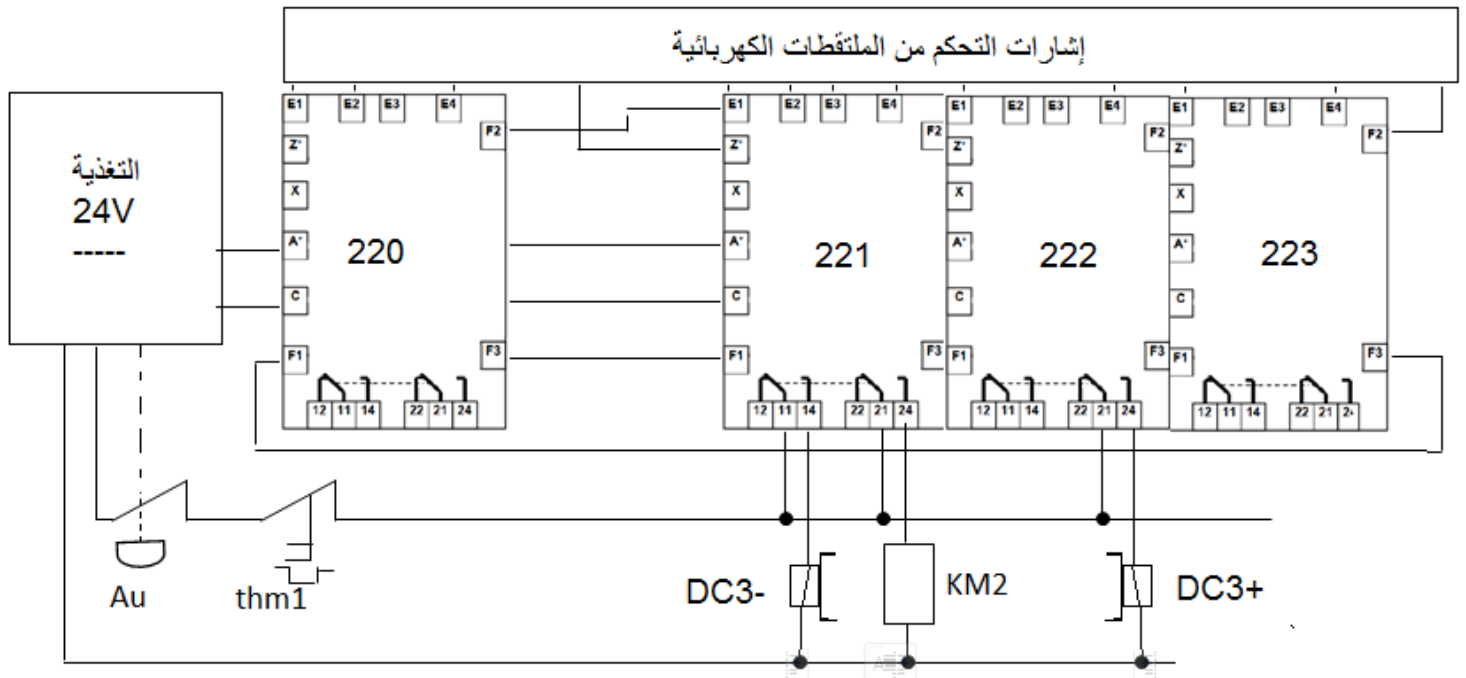 إشارات التحكم من الملتقطات الكهربائية
E1 E2 E3 E4
E1 E2 E3 E4
E1 E2 E3 E4
E1 E2 E3 E4
F2 F2 F2 F2
Z+ Z+ Z+ Z+
التغذية
24V
-----
X X X X
A+ A+ A+ A+
220 221 222 223
C C C C
F1 F1 F1 F1
F3 F3 F3 F3
12 11 14 22 21 24
12 11 14 22 21 24
12 11 14 22 21 24
12 11 14 22 21 24
Au thm1 DC3- KM2 DC3+